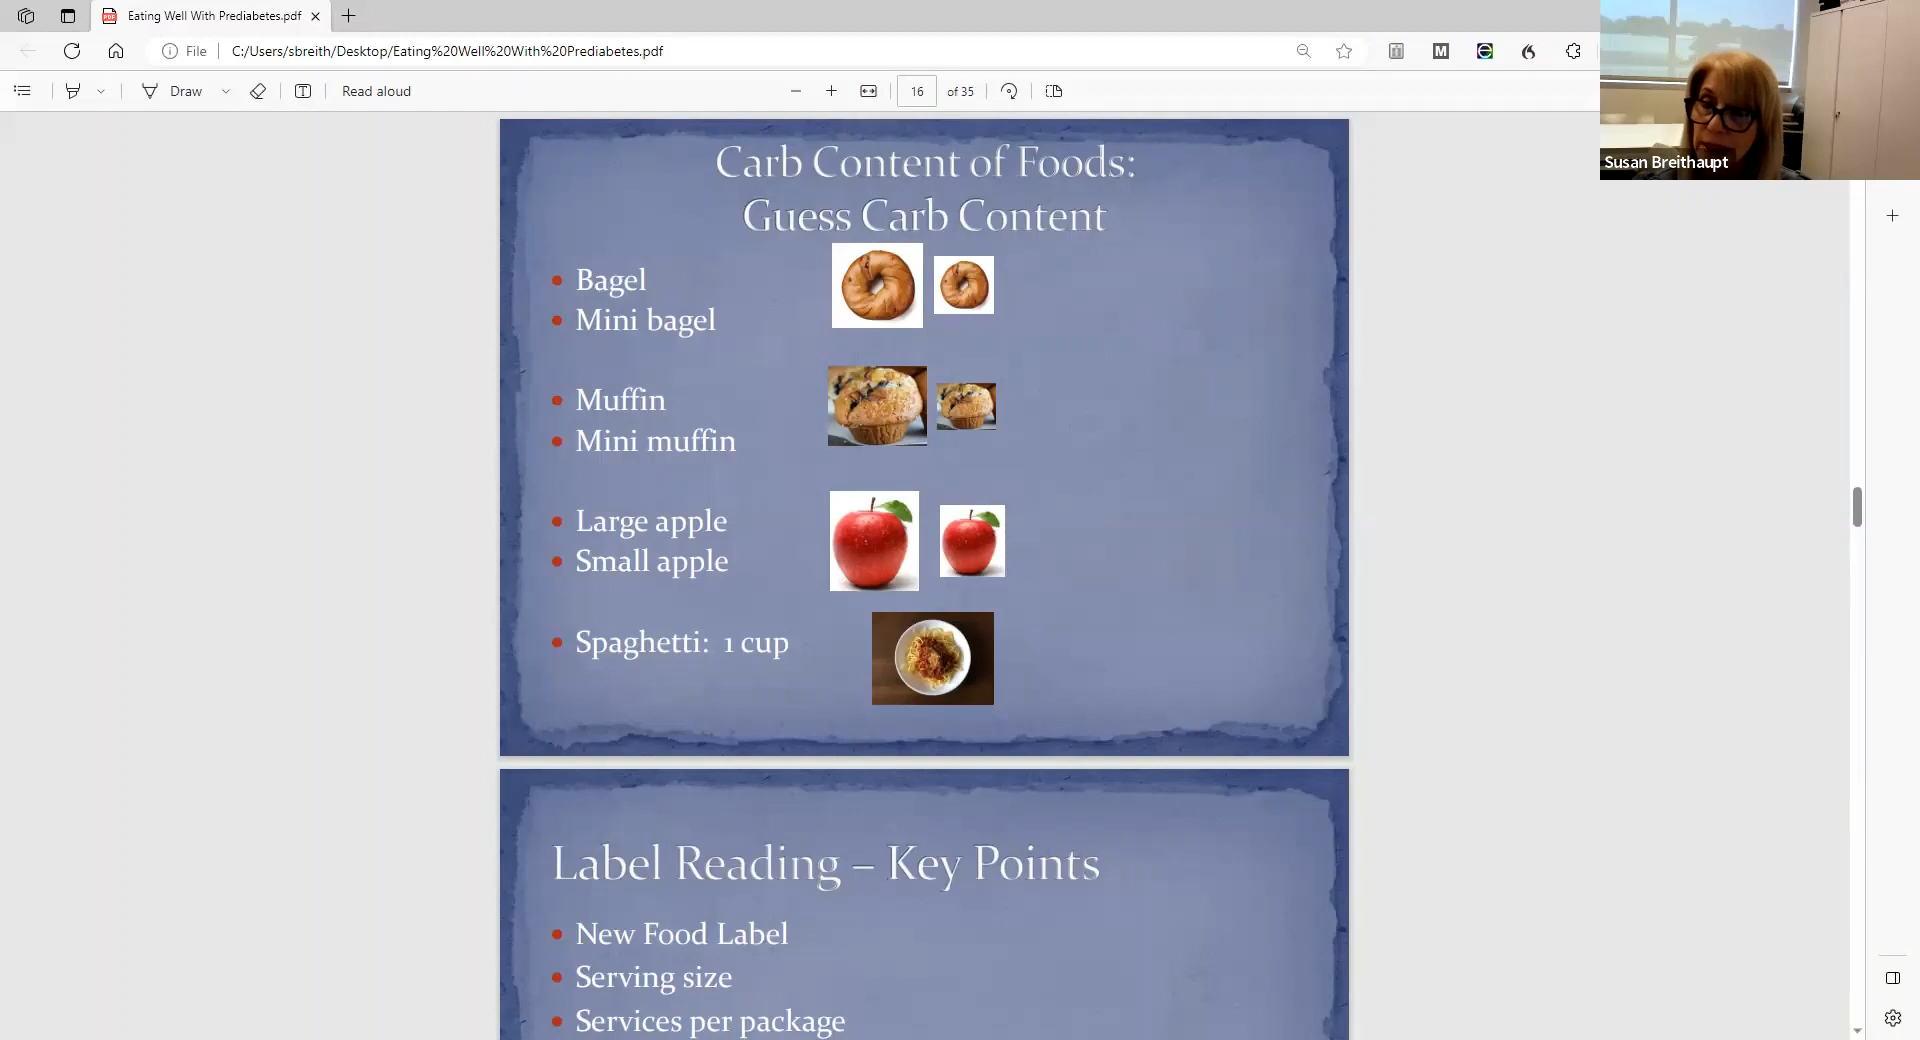 Eating Well With Prediabetes.pdf
File
C:/Users/sbreith/Desktop/Eating%20Well%20With%20Prediabetes.pdf
M
Draw
Read aloud
16
of 35
Susan Breithaupt
Carb Content of Foods:
Guess Carb Content
• Bagel
• Mini bagel
• Muffin
• Mini muffin
• Large apple
• Small apple
• Spaghetti: 1 cup
Label Reading – Key Points
• New Food Label
• Serving size
• Services per package